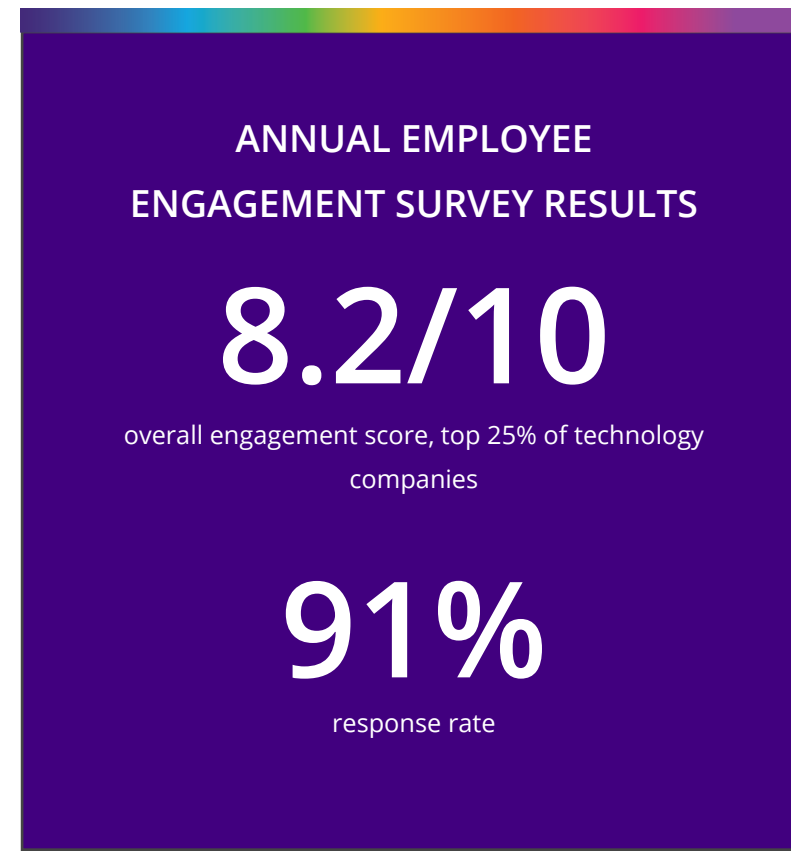 ANNUAL EMPLOYEE
ENGAGEMENT SURVEY RESULTS
8.2/10
overall engagement score, top 25% of technology
companies
91%
response rate